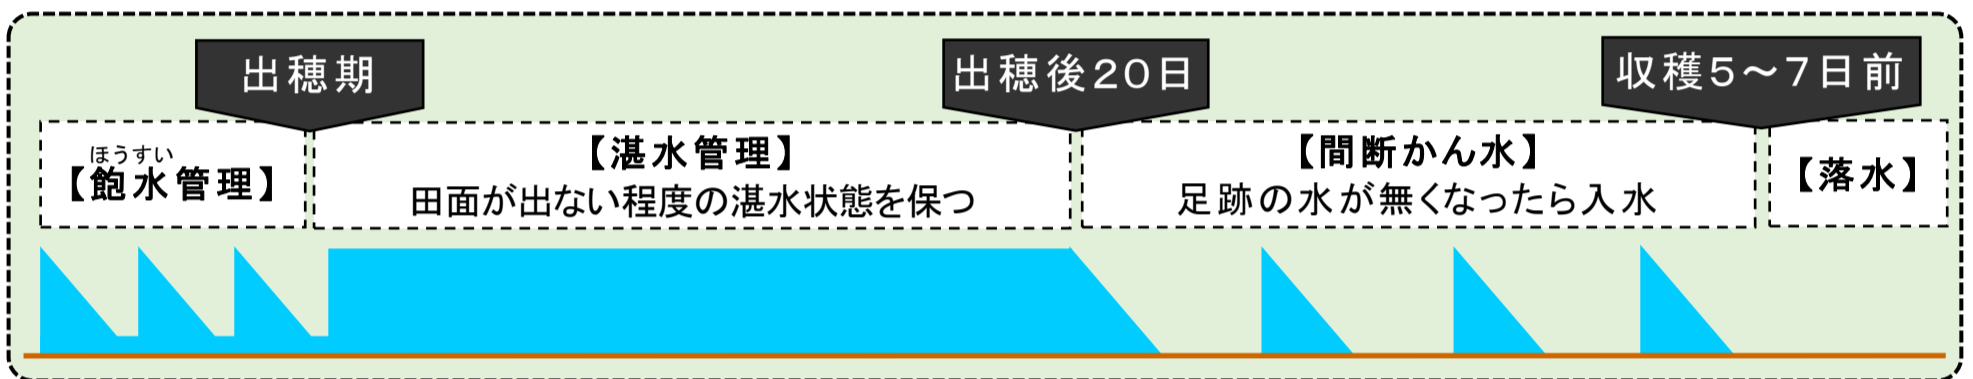 出穂期
出穂後20日
収穫5～7日前
ほうすい
【飽水管理】
【湛水管理】
田面が出ない程度の湛水状態を保つ
【間断かん水】
足跡の水が無くなったら入水
【落水】